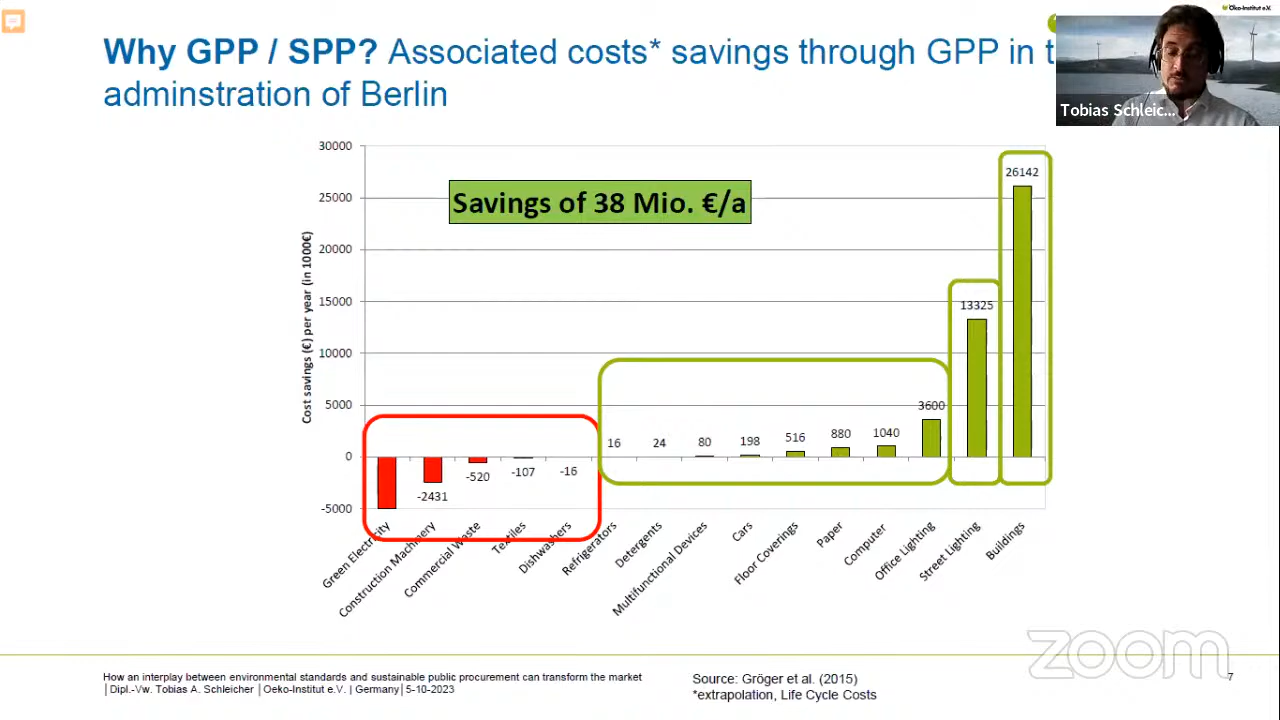 Öko-Institut e.V.
Why GPP / SPP? Associated costs* savings through GPP in t
adminstration of Berlin
Tobias Schleic...
Savings of 38 Mio. €/a
Cost savings (€) per year (in 1000€)
30000
25000
20000
15000
10000
5000
0
-5000
-2431
-520
-107
-16
16
24
80
198
516
880
1040
3600
13325
26142
Green Electricity
Construction Machinery
Commercial Waste
Textiles
Dishwashers
Refrigerators
Detergents
Multifunctional Devices
Cars
Floor Coverings
Paper
Computer
Office Lighting
Street Lighting
Buildings
zoom
How an interplay between environmental standards and sustainable public procurement can transform the market
│Dipl.-Vw. Tobias A. Schleicher │Oeko-Institut e.V. │ Germany│5-10-2023
Source: Gröger et al. (2015)
*extrapolation, Life Cycle Costs
7